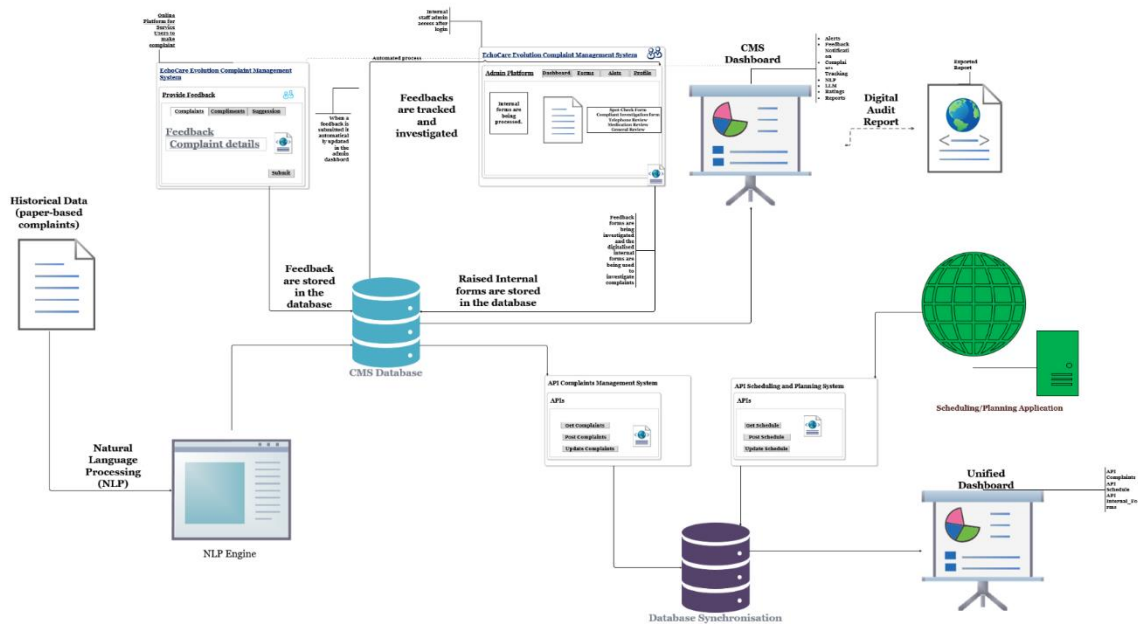 Online
Platform for
Service
Users to
make
complaint
EchoCare Evolution Complaint Management
System
Provide Feedback
Complaints
Compliments
Suggession
Feedback
Complaint details
Submit
When a
feedback is
submitted it
automaticat
ly updated
in the
admin
dashbord
Automated process
Feedbacks
are tracked
and
investigated
Internal
staff admin
access after
login
EchoCare Evolution Complaint Management System
Admin Platform
Dashboard
Forms
Alets
Profile
Internal
forms are
being
processed.
Spot Check Form
Compliant Investigation Form
Telephone Review
Medication Review
General Review
Feedback
forms are
being
investigated
and the
digitalised
internal
forms are
being used
to
investigate
complaints
CMS
Dashboard
• Alerts
• Feedback
Notificati
on
• Complai
nts
Tracking
• NLP
• LLM
• Ratings
• Reports
Digital
Audit
Report
Exported
Report
Historical Data
(paper-based
complaints)
Feedback
are stored
in the
database
Raised Internal
forms are stored
in the database
CMS Database
Natural
Language
Processing
(NLP)
NLP Engine
API Complaints Management System
APIs
Get Complaints
Post Complaints
Update Complaints
API Scheduling and Planning System
APIs
Get Schedule
Post Schedule
Update Schedule
Scheduling/Planning Application
Database Synchronisation
Unified
Dashboard
API
Complaints
API
Schedule
API
Internal_Fo
rms